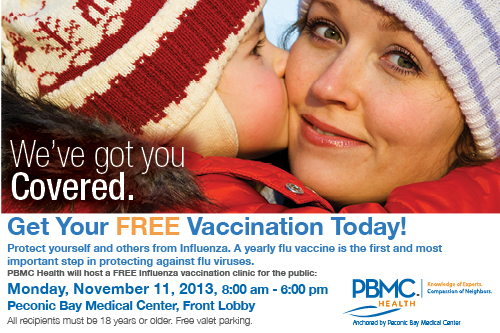 We've got you
Covered.
Get Your FREE Vaccination Today!
Protect yourself and others from Influenza. A yearly flu vaccine is the first and most
important step in protecting against flu viruses.
PBMC Health will host a FREE Influenza vaccination clinic for the public:
Monday, November 11, 2013, 8:00 am - 6:00 pm
Peconic Bay Medical Center, Front Lobby
All recipients must be 18 years or older. Free valet parking.
PBMC.
HEALTH
Knowledge of Experts.
Compassion of Neighbors.
Anchored by Peconic Bay Medical Center